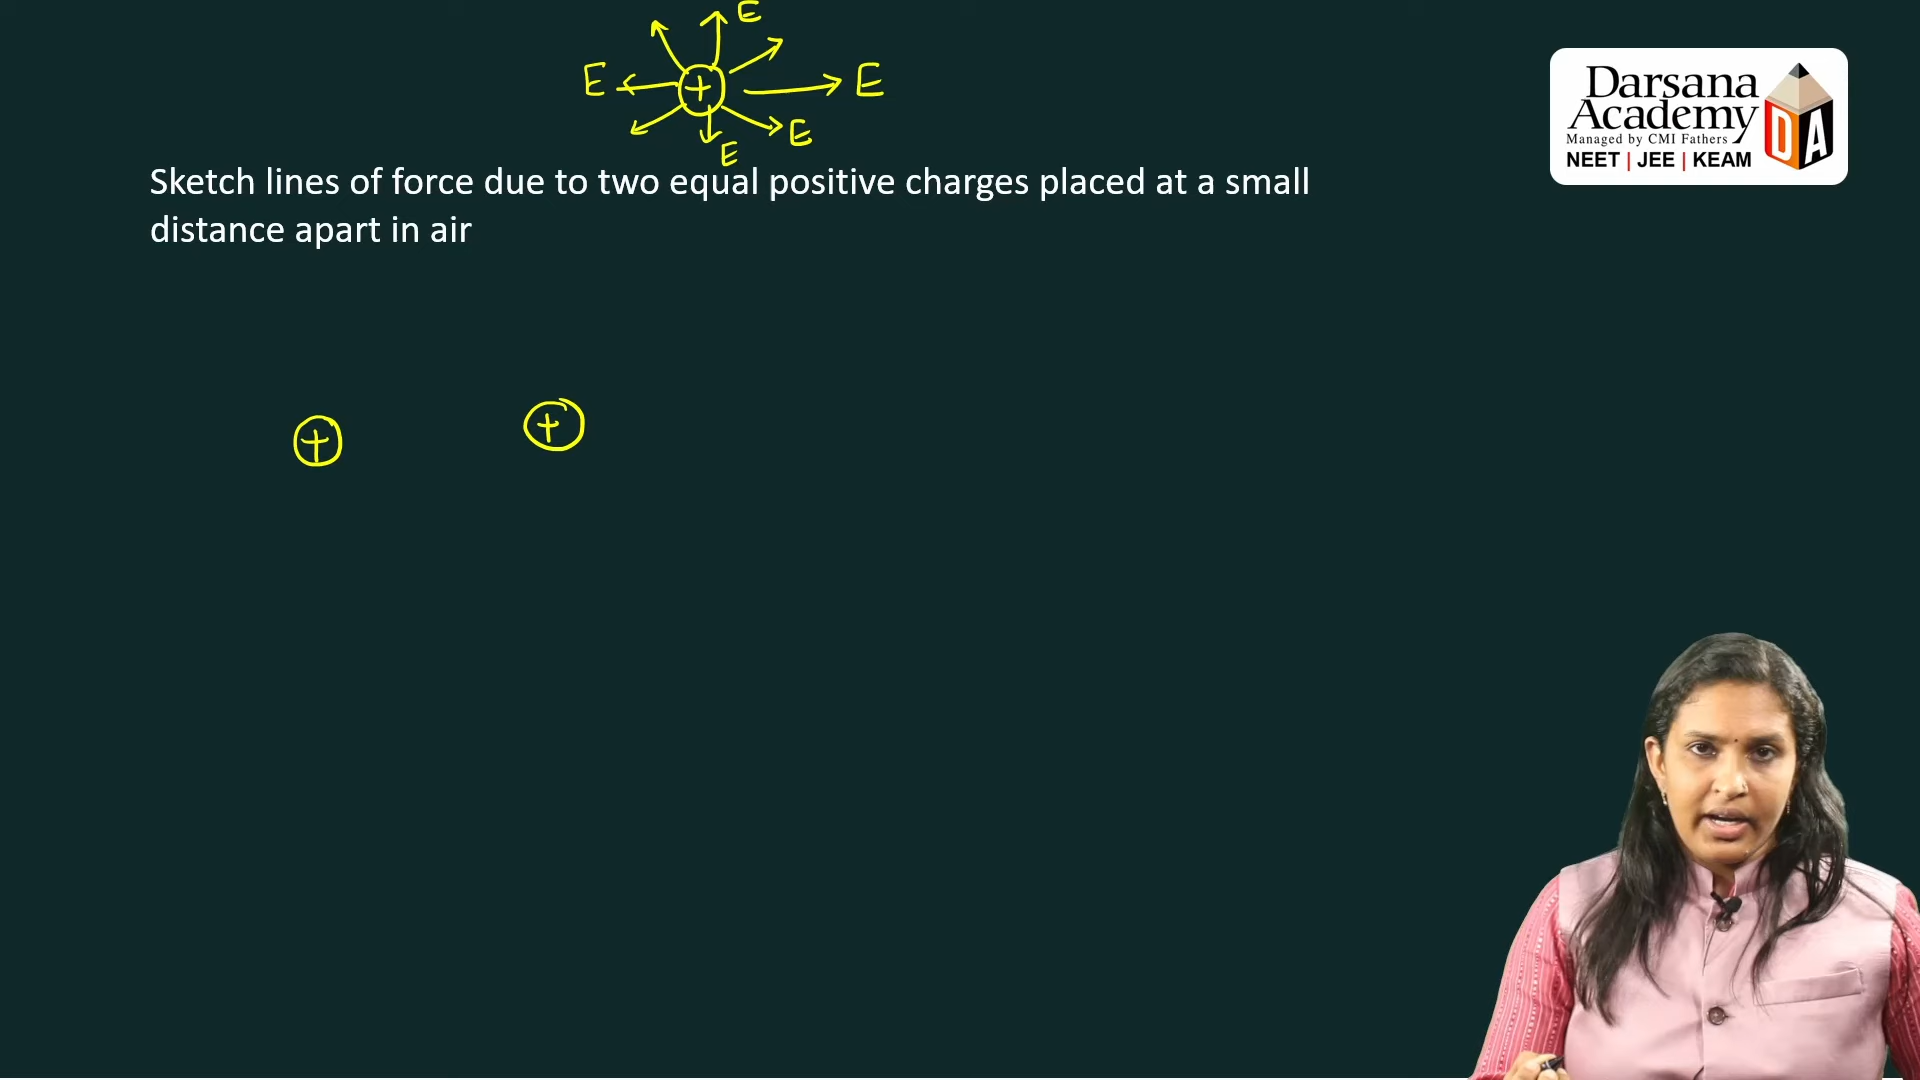 E
E + E
E
E
Sketch lines of force due to two equal positive charges placed at a small
distance apart in air
+ +
Darsana
Academy
Managed by CMI Fathers
NEET | JEE | KEAM
DA